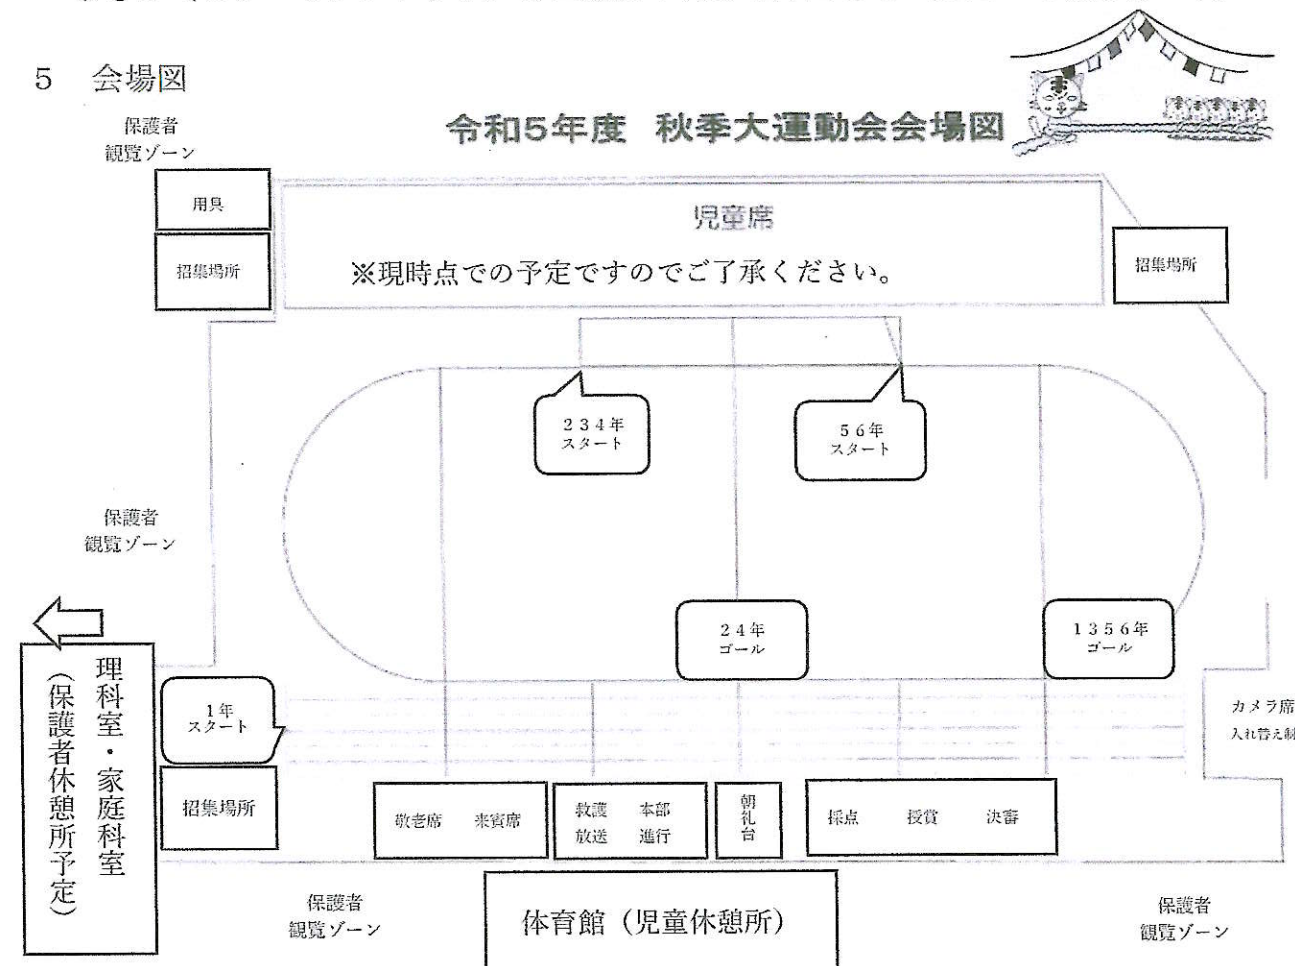 5 会場図
令和5年度 秋季大運動会会場図
保護者
観覧ゾーン
用具
招集場所
児童席
※現時点での予定ですのでご了承ください。
招集場所
234年
スタート
56年
スタート
保護者
観覧ゾーン
24年
ゴール
1356年
ゴール
理科室・家庭科室
(保護者休憩所予定)
1年
スタート
カメラ席
入れ替え制
招集場所
敬老席 来賓席
救護 本部
放送 進行
朝礼台
採点 授賞 決審
保護者
観覧ゾーン
体育館(児童休憩所)
保護者
観覧ゾーン